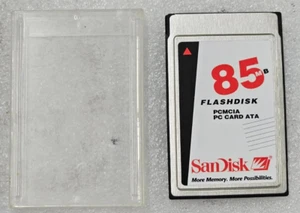 85MB
FLASHDISK
PCMCIA
PC CARD ATA
SanDisk
More Memory. More Possibilities.